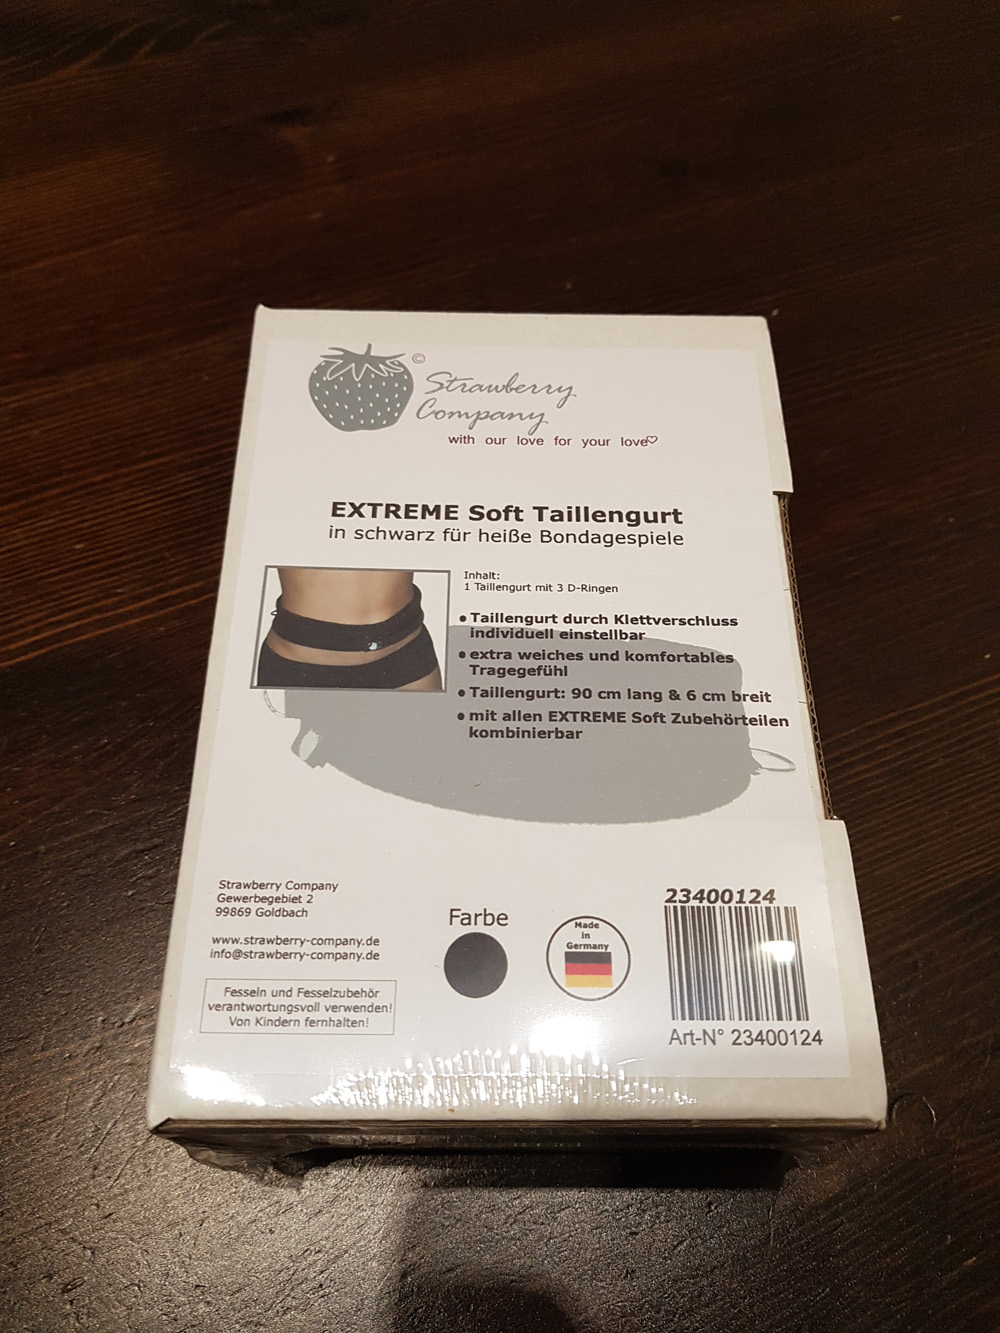 ©
Strawberry
Company
with our love for your love♡
EXTREME Soft Taillengurt
in schwarz für heiße Bondagespiele
Inhalt:
1 Taillengurt mit 3 D-Ringen
• Taillengurt durch Klettverschluss
individuell einstellbar
• extra weiches und komfortables
Tragegefühl
• Taillengurt: 90 cm lang & 6 cm breit
• mit allen EXTREME Soft Zubehörteilen
kombinierbar
Strawberry Company
Gewerbegebiet 2
99869 Goldbach
www.strawberry-company.de
info@strawberry-company.de
Fesseln und Fesselzubehör
verantwortungsvoll verwenden!
Von Kindern fernhalten!
Farbe
Made
in
Germany
23400124
Art-N° 23400124